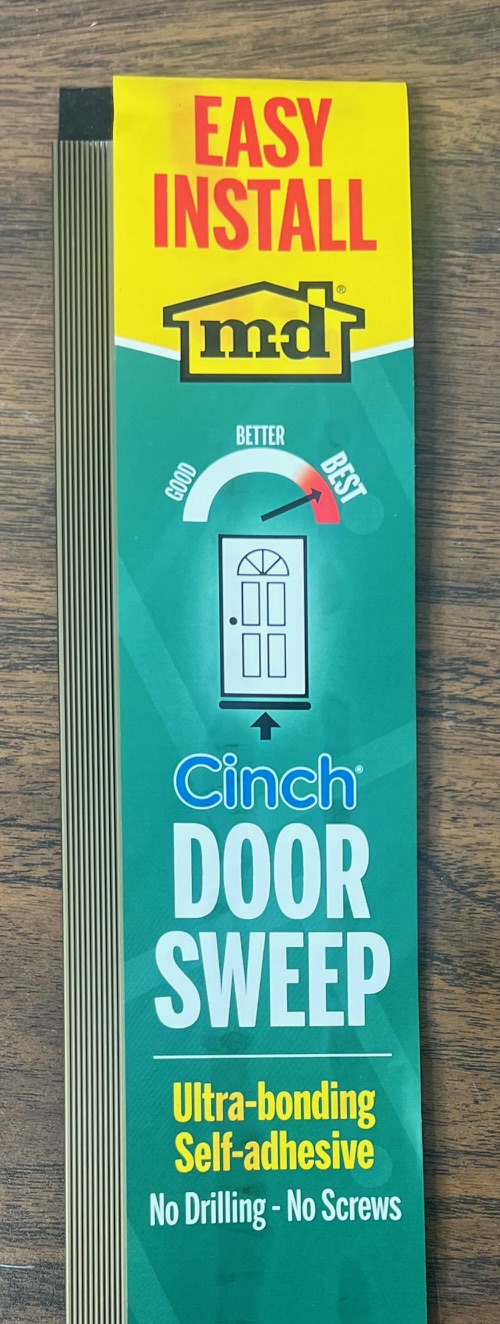 EASY
INSTALL
m-d®
GOOD
BETTER
BEST
Cinch®
DOOR
SWEEP
Ultra-bonding
Self-adhesive
No Drilling - No Screws